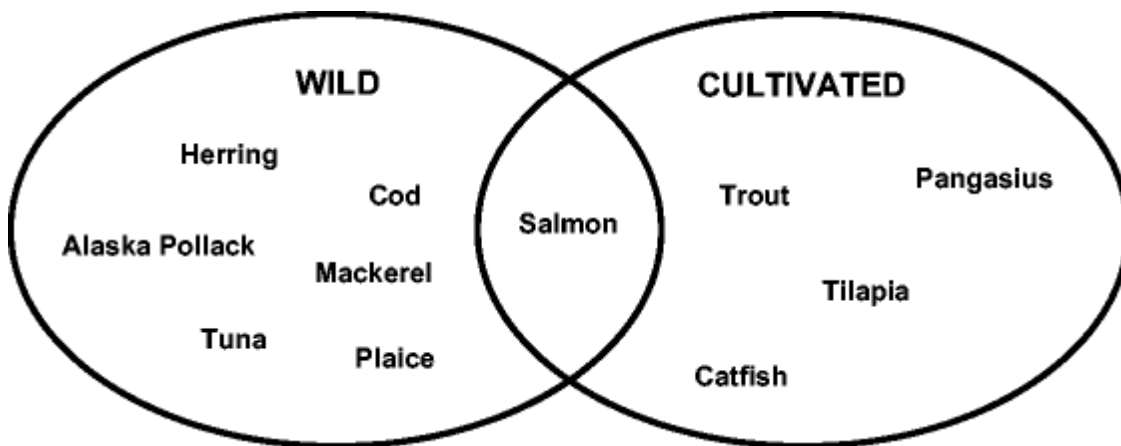 WILD
Herring
Cod
Alaska Pollack
Mackerel
Tuna
Plaice
Salmon
CULTIVATED
Trout
Pangasius
Tilapia
Catfish